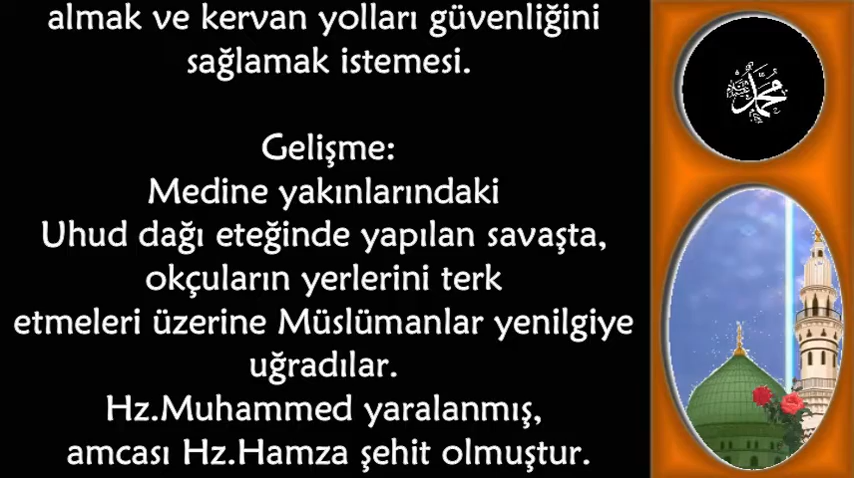 almak ve kervan yolları güvenliğini
sağlamak istemesi.
Gelişme:
Medine yakınlarındaki
Uhud dağı eteğinde yapılan savaşta,
okçuların yerlerini terk
etmeleri üzerine Müslümanlar yenilgiye
uğradılar.
Hz.Muhammed yaralanmış,
amcası Hz.Hamza şehit olmuştur.
محمد